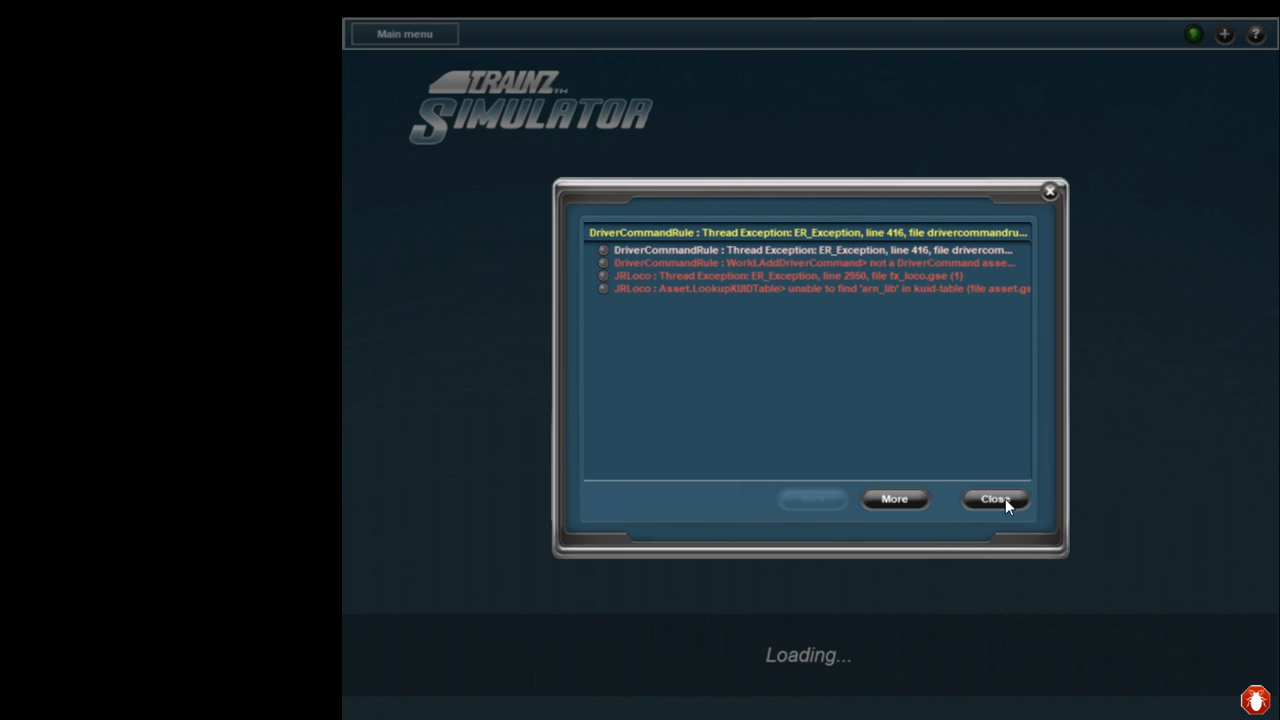 Main menu
TRAINZ™
SIMULATOR
DriverCommandRule : Thread Exception: ER_Exception, line 416, file drivercommandru...
DriverCommandRule : Thread Exception: ER_Exception, line 416, file drivercom...
DriverCommandRule : World.AddDriverCommand> not a DriverCommand asse...
JRLoco : Thread Exception: ER_Exception, line 2950, file fx_loco.gse (1)
JRLoco : Asset.LookupKUIDTable> unable to find 'arn_lib' in kuid-table (file asset.gs
More Close
Loading...